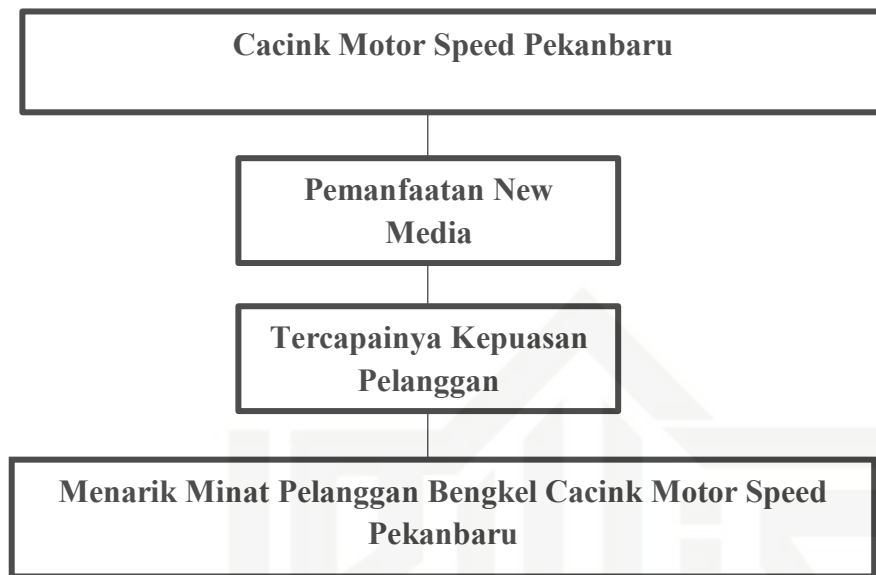 Cacink Motor Speed Pekanbaru
Pemanfaatan New
Media
Tercapainya Kepuasan
Pelanggan
Menarik Minat Pelanggan Bengkel Cacink Motor Speed
Pekanbaru